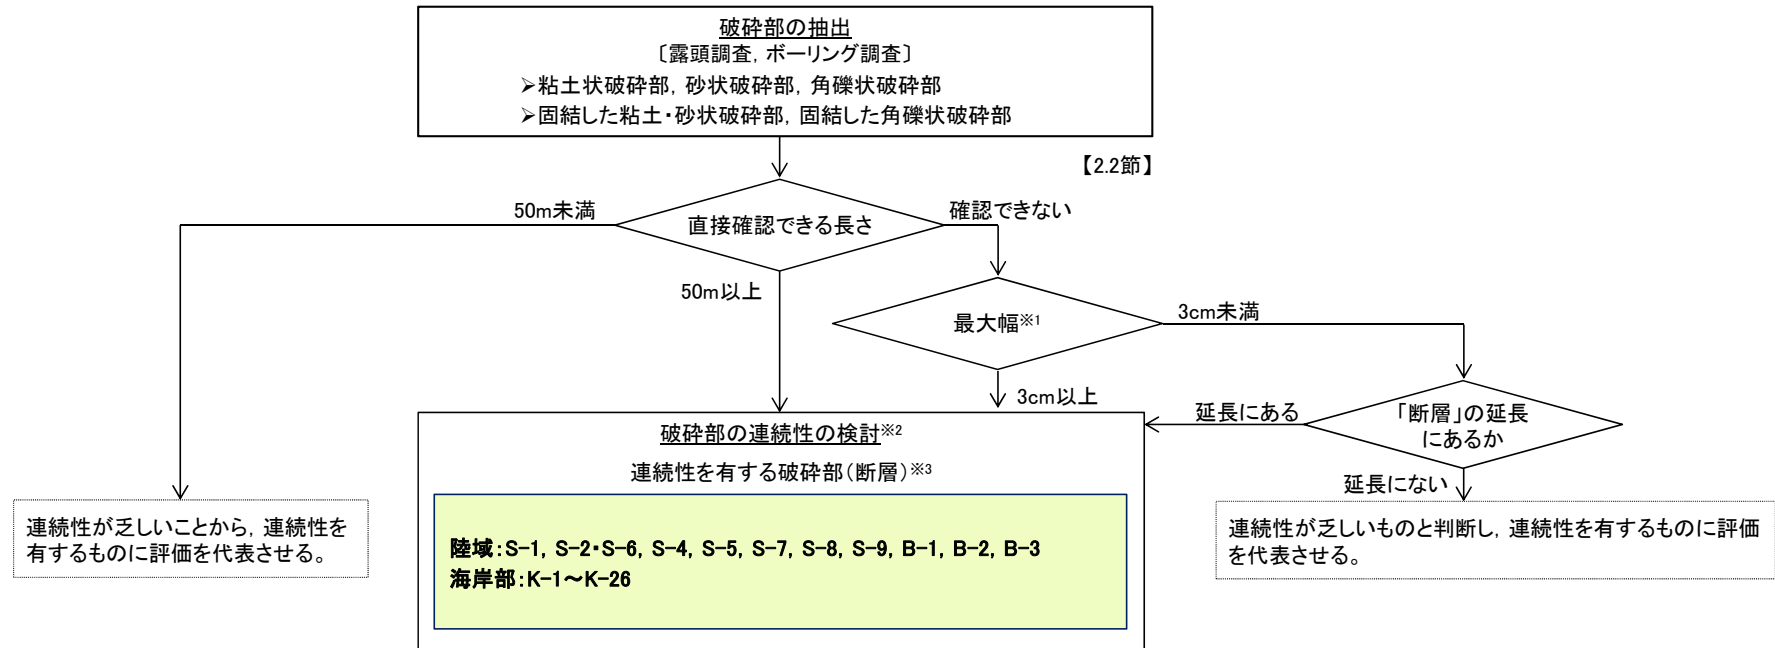 破砕部の抽出
〔露頭調査, ボーリング調査〕
➢粘土状破砕部, 砂状破砕部, 角礫状破砕部
➢固結した粘土・砂状破砕部, 固結した角礫状破砕部
【2.2節】
50m未満
直接確認できる長さ
確認できない
50m以上
最大幅※1
3cm未満
3cm以上
延長にある
「断層」の延長
にあるか
延長にない
破砕部の連続性の検討※2
連続性を有する破砕部(断層)※3
陸域:S-1, S-2・S-6, S-4, S-5, S-7, S-8, S-9, B-1, B-2, B-3
海岸部:K-1～K-26
連続性が乏しいことから, 連続性を
有するものに評価を代表させる。
連続性が乏しいものと判断し, 連続性を有するものに評価
を代表させる。